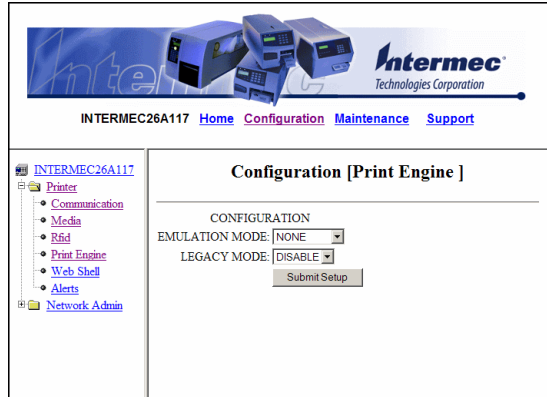 Intermec
Intermec®
Technologies Corporation
INTERMEC26A117 Home Configuration Maintenance Support
INTERMEC26A117
Printer
Communication
Media
Rfid
Print Engine
Web Shell
Alerts
Network Admin
Configuration [Print Engine ]
CONFIGURATION
EMULATION MODE: NONE
LEGACY MODE: DISABLE
Submit Setup